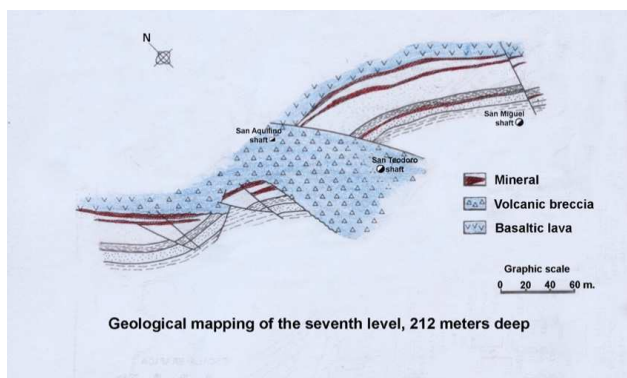 N
San Aquilino
shaft
San Teodoro
shaft
San Miguel
shaft
Mineral
Volcanic breccia
Basaltic lava
Graphic scale
0 20 40 60 m.
Geological mapping of the seventh level, 212 meters deep